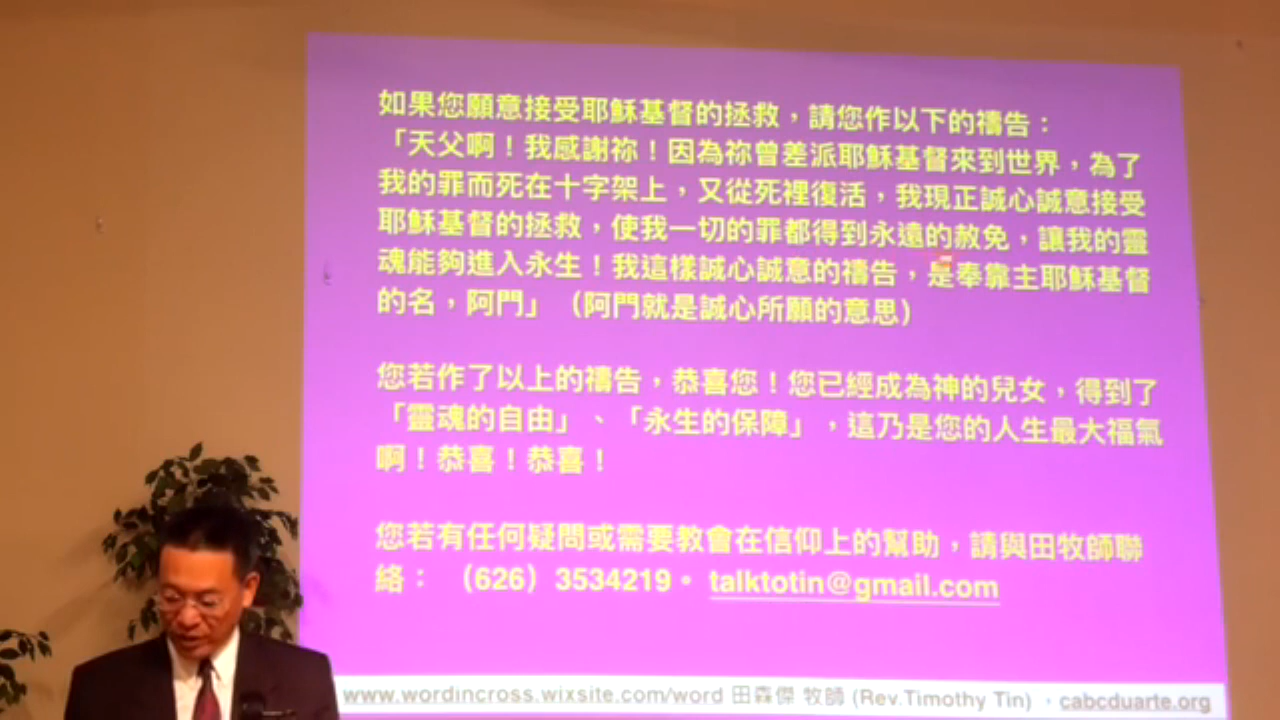 如果您願意接受耶穌基督的拯救，請您作以下的禱告：
「天父啊！我感謝祢！因為祢曾差派耶穌基督來到世界，為了
我的罪而死在十字架上，又從死裡復活，我現正誠心誠意接受
耶穌基督的拯救，使我一切的罪都得到永遠的赦免，讓我的靈
魂能夠進入永生！我這樣誠心誠意的禱告，是奉靠主耶穌基督
的名，阿門」（阿門就是誠心所願的意思）
您若作了以上的禱告，恭喜您！您已經成為神的兒女，得到了
「靈魂的自由」、「永生的保障」，這乃是您的人生最大福氣
啊！恭喜！恭喜！
您若有任何疑問或需要教會在信仰上的幫助，請與田牧師聯
絡：（626）3534219。talktotin@gmail.com
www.wordincross.wixsite.com/word 田森傑 牧師 (Rev.Timothy Tin)，cabcduarte.org